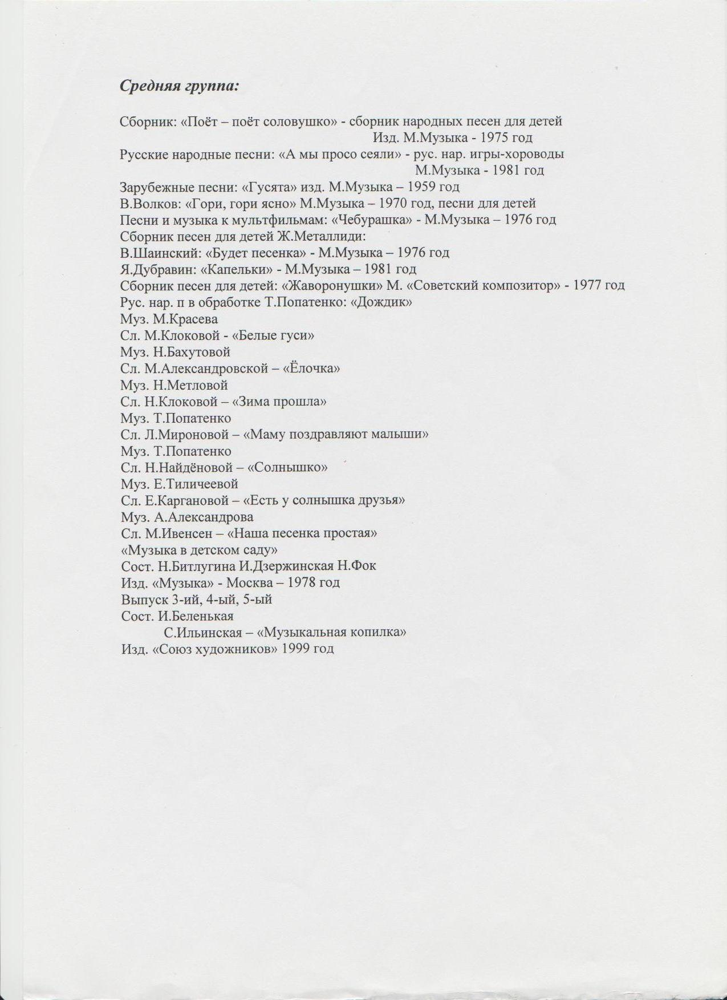 Средняя группа:
Сборник: «Поёт – поёт соловушко» - сборник народных песен для детей
Изд. М.Музыка - 1975 год
Русские народные песни: «А мы просо сеяли» - рус. нар. игры-хороводы
М.Музыка - 1981 год
Зарубежные песни: «Гусята» изд. М.Музыка – 1959 год
В.Волков: «Гори, гори ясно» М.Музыка – 1970 год, песни для детей
Песни и музыка к мультфильмам: «Чебурашка» - М.Музыка – 1976 год
Сборник песен для детей Ж.Металлиди:
В.Шаинский: «Будет песенка» - М.Музыка – 1976 год
Я.Дубравин: «Капельки» - М.Музыка – 1981 год
Сборник песен для детей: «Жаворонушки» М. «Советский композитор» - 1977 год
Рус. нар. п в обработке Т.Попатенко: «Дождик»
Муз. М.Красева
Сл. М.Клоковой - «Белые гуси»
Муз. Н.Бахутовой
Сл. М.Александровской – «Ёлочка»
Муз. Н.Метловой
Сл. Н.Клоковой – «Зима прошла»
Муз. Т.Попатенко
Сл. Л.Мироновой – «Маму поздравляют малыши»
Муз. Т.Попатенко
Сл. Н.Найдёновой – «Солнышко»
Муз. Е.Тиличеевой
Сл. Е.Каргановой – «Есть у солнышка друзья»
Муз. А.Александрова
Сл. М.Ивенсен – «Наша песенка простая»
«Музыка в детском саду»
Сост. Н.Битлугина И.Дзержинская Н.Фок
Изд. «Музыка» - Москва – 1978 год
Выпуск 3-ий, 4-ый, 5-ый
Сост. И.Беленькая
С.Ильинская – «Музыкальная копилка»
Изд. «Союз художников» 1999 год